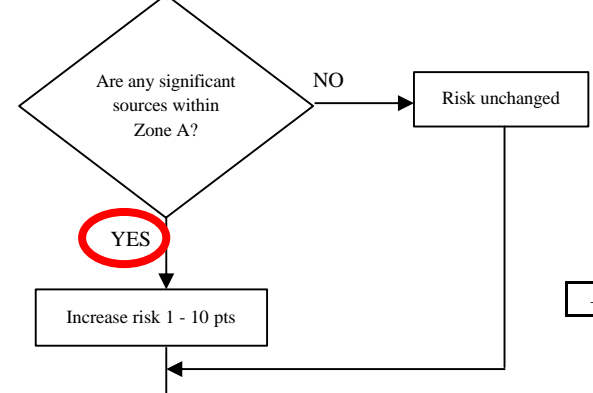 Are any significant
sources within
Zone A?
NO
Risk unchanged
YES
Increase risk 1 - 10 pts